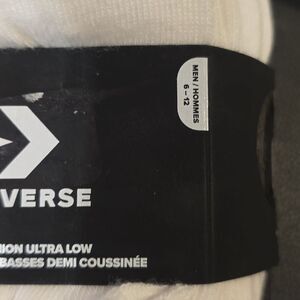 MEN / HOMMES
6 – 12
VERSE
ION ULTRA LOW
BASSES DEMI COUSSINÉE